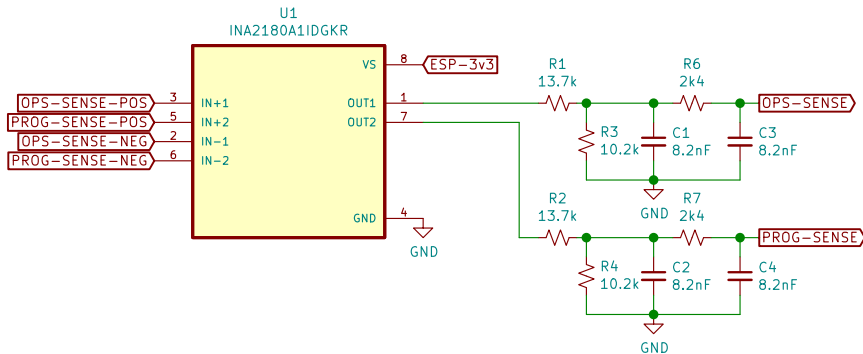 U1
INA2180A1IDGKR
VS
8
ESP-3v3
OPS-SENSE-POS
3
IN+1
PROG-SENSE-POS
5
IN+2
OPS-SENSE-NEG
2
IN-1
PROG-SENSE-NEG
6
IN-2
OUT1
1
OUT2
7
GND
4
GND
R1
13.7k
R6
2k4
OPS-SENSE
R3
10.2k
C1
8.2nF
C3
8.2nF
GND
R2
13.7k
R7
2k4
PROG-SENSE
R4
10.2k
C2
8.2nF
C4
8.2nF
GND